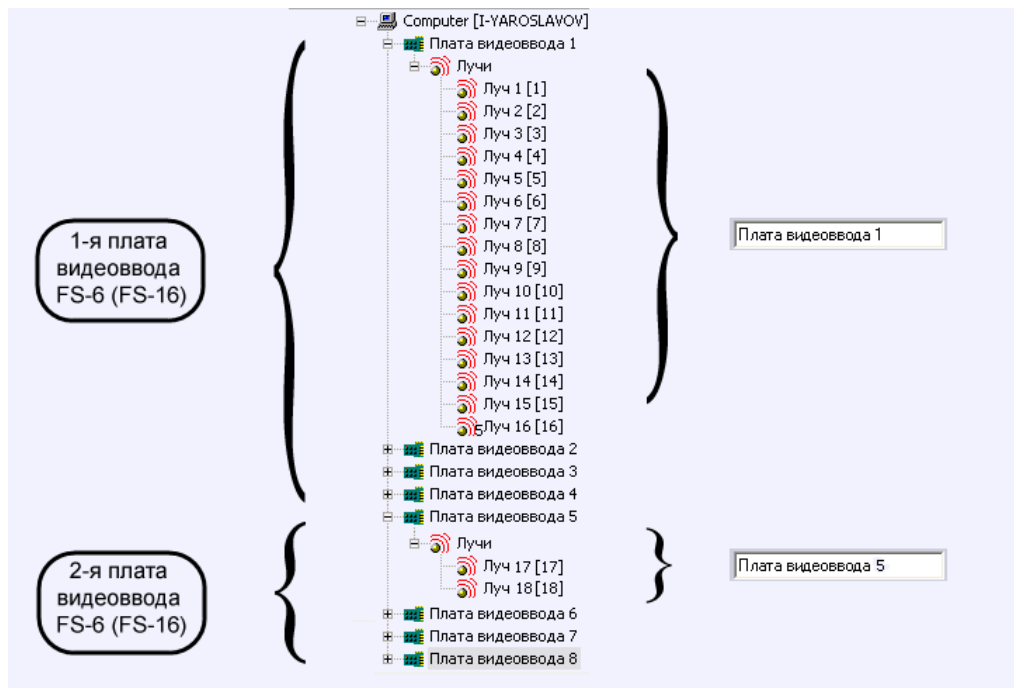 Computer [I-YAROSLAVOV]
Плата видеоввода 1
Лучи
Луч 1 [1]
Луч 2 [2]
Луч 3 [3]
Луч 4 [4]
Луч 5 [5]
Луч 6 [6]
Луч 7 [7]
Луч 8 [8]
Луч 9 [9]
Луч 10 [10]
Луч 11 [11]
Луч 12 [12]
Луч 13 [13]
Луч 14 [14]
Луч 15 [15]
5Луч 16 [16]
Плата видеоввода 2
Плата видеоввода 3
Плата видеоввода 4
Плата видеоввода 5
Лучи
Луч 17 [17]
Луч 18[18]
Плата видеоввода 6
Плата видеоввода 7
Плата видеоввода 8
1-я плата
видеоввода
FS-6 (FS-16)
2-я плата
видеоввода
FS-6 (FS-16)
Плата видеоввода 1
Плата видеоввода 5